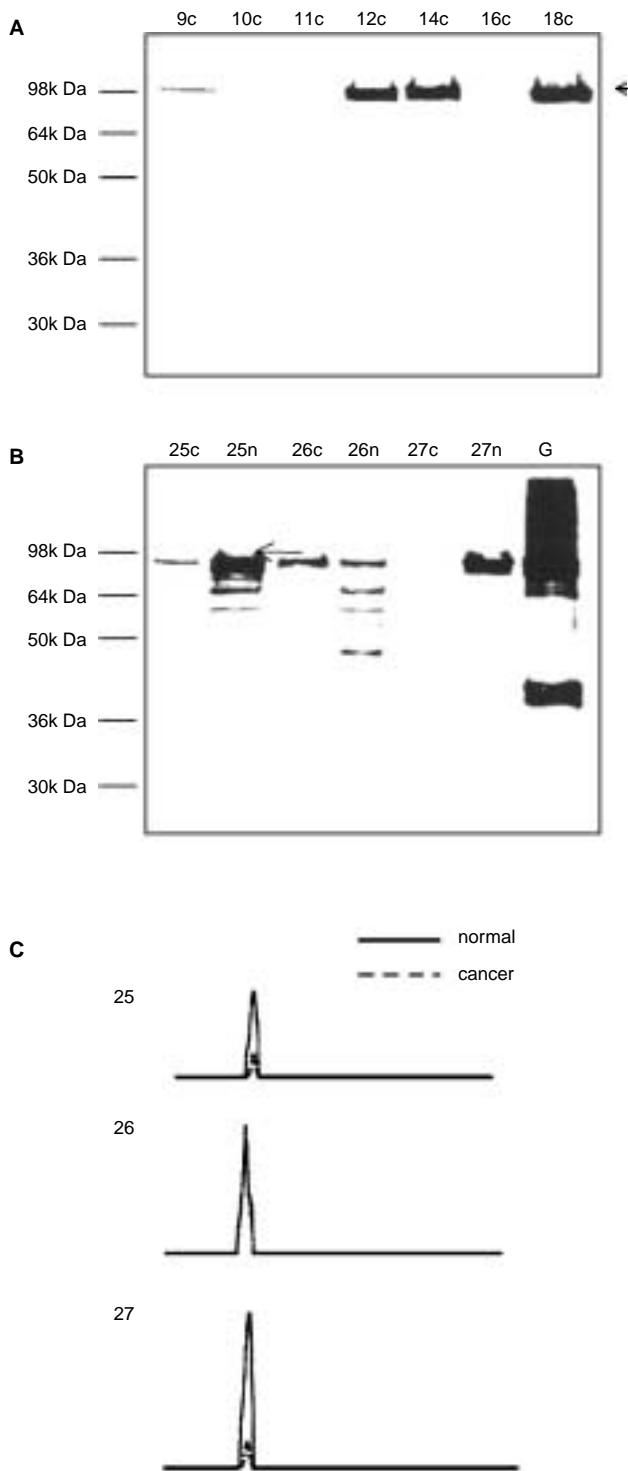 A
9c 10c 11c 12c 14c 16c 18c
98k Da
64k Da
50k Da
36k Da
30k Da
B
25c 25n 26c 26n 27c 27n G
98k Da
64k Da
50k Da
36k Da
30k Da
C
normal
cancer
25
26
27